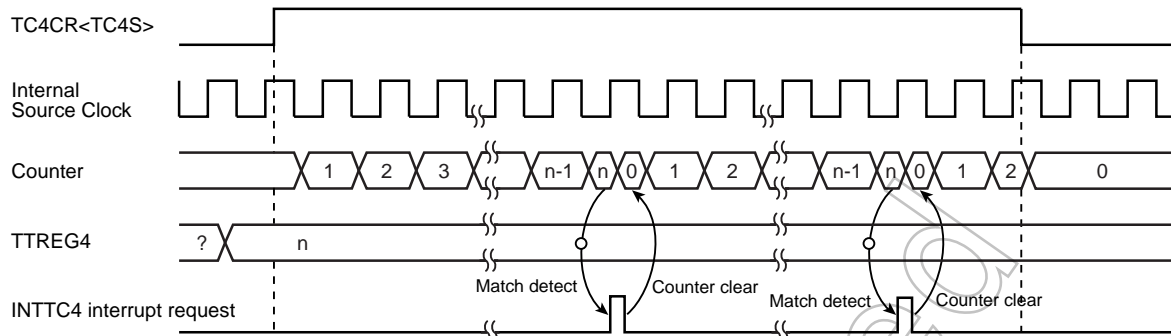 TC4CR<TC4S>
Internal
Source Clock
Counter
1 2 3 n-1 n 0 1 2 n-1 n 0 1 2 0
TTREG4
? n
Match detect Counter clear Match detect Counter clear
INTTC4 interrupt request